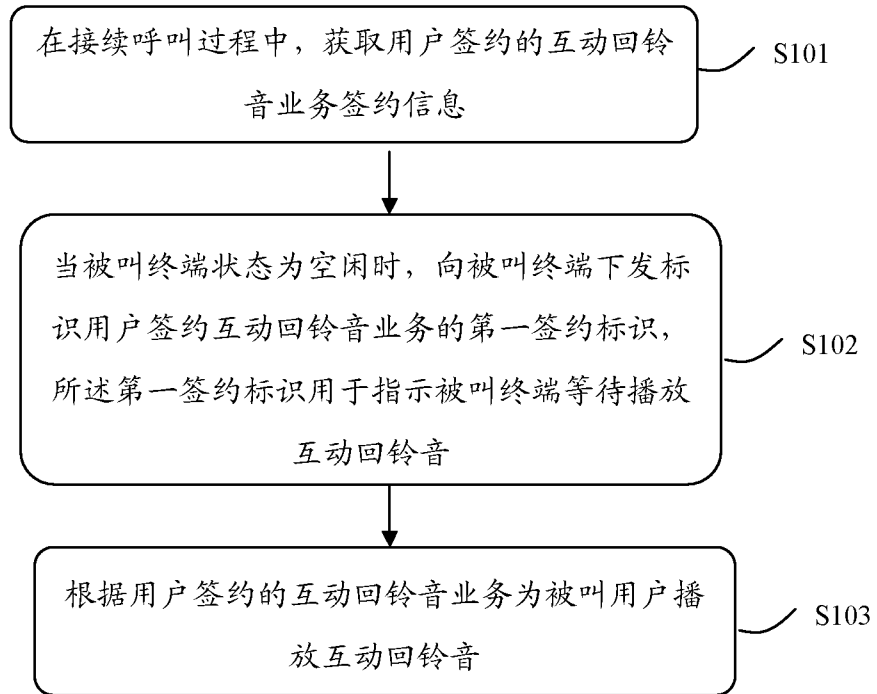 在接续呼叫过程中，获取用户签约的互动回铃
音业务签约信息
S101
当被叫终端状态为空闲时，向被叫终端下发标
识用户签约互动回铃音业务的第一签约标识，
所述第一签约标识用于指示被叫终端等待播放
互动回铃音
S102
根据用户签约的互动回铃音业务为被叫用户播
放互动回铃音
S103